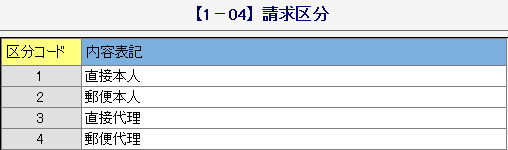 【1－04】請求区分
区分コード 内容表記
1 直接本人
2 郵便本人
3 直接代理
4 郵便代理